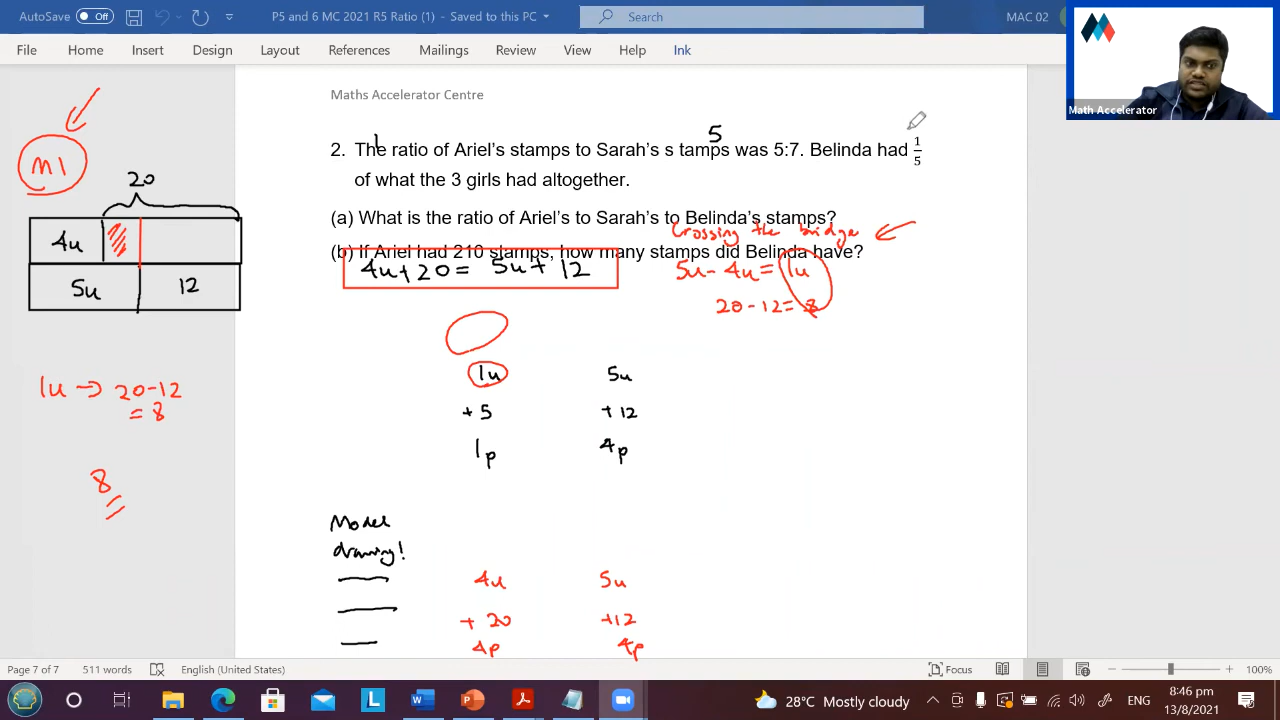 AutoSave Off P5 and 6 MC 2021 R5 Ratio (1) - Saved to this PC Search MAC 02
File Home Insert Draw Design Layout References Mailings Review View Help Ink
Math Accelerator
Maths Accelerator Centre
M1
1
5
2. The ratio of Ariel's stamps to Sarah's s tamps was 5:7. Belinda had 1/5
of what the 3 girls had altogether.
(a) What is the ratio of Ariel's to Sarah's to Belinda's stamps?
Crossing the bridge
(b) If Ariel had 210 stamps, how many stamps did Belinda have?
20
4u
5u 12
4u+20= 5u+12
5u-4u= 1u
20-12= 8
1u 5u
1u → 20-12
= 8
+ 5 + 12
1p 4p
8
Model
drawing!
4u 5u
+ 20 +12
4p 4p
Page 7 of 7 511 words English (United States) Focus 100%
28°C Mostly cloudy ENG 8:46 pm
13/8/2021